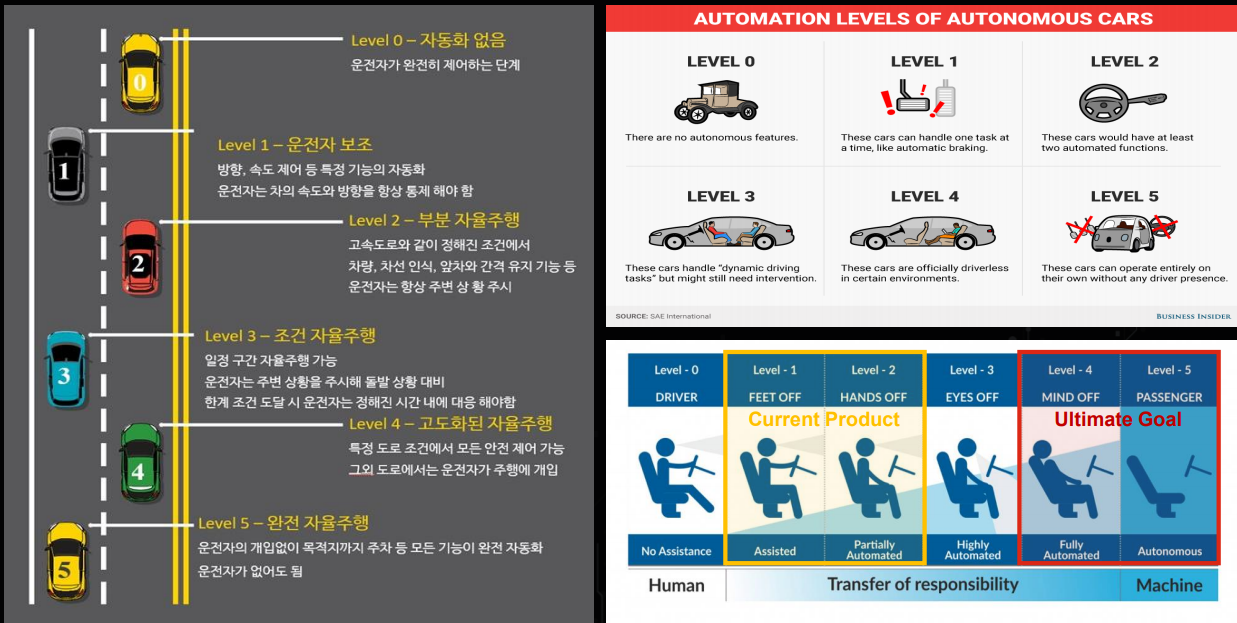 0
Level 0 – 자동화 없음
운전자가 완전히 제어하는 단계
1
Level 1 – 운전자 보조
방향, 속도 제어 등 특정 기능의 자동화
운전자는 차의 속도와 방향을 항상 통제 해야 함
2
Level 2 – 부분 자율주행
고속도로와 같이 정해진 조건에서
차량, 차선 인식, 앞차와 간격 유지 기능 등
운전자는 항상 주변 상 황 주시
3
Level 3 – 조건 자율주행
일정 구간 자율주행 가능
운전자는 주변 상황을 주시해 돌발 상황 대비
한계 조건 도달 시 운전자는 정해진 시간 내에 대응 해야함
4
Level 4 – 고도화된 자율주행
특정 도로 조건에서 모든 안전 제어 가능
그외 도로에서는 운전자가 주행에 개입
5
Level 5 – 완전 자율주행
운전자의 개입없이 목적지까지 주차 등 모든 기능이 완전 자동화
운전자가 없어도 됨
AUTOMATION LEVELS OF AUTONOMOUS CARS
LEVEL 0
There are no autonomous features.
LEVEL 1
These cars can handle one task at
a time, like automatic braking.
LEVEL 2
These cars would have at least
two automated functions.
LEVEL 3
These cars handle “dynamic driving
tasks” but might still need intervention.
LEVEL 4
These cars are officially driverless
in certain environments.
LEVEL 5
These cars can operate entirely on
their own without any driver presence.
SOURCE: SAE International
BUSINESS INSIDER
Level - 0
DRIVER
No Assistance
Level - 1
FEET OFF
Assisted
Level - 2
HANDS OFF
Partially
Automated
Current Product
Level - 3
EYES OFF
Highly
Automated
Level - 4
MIND OFF
Fully
Automated
Level - 5
PASSENGER
Autonomous
Ultimate Goal
Human
Transfer of responsibility
Machine